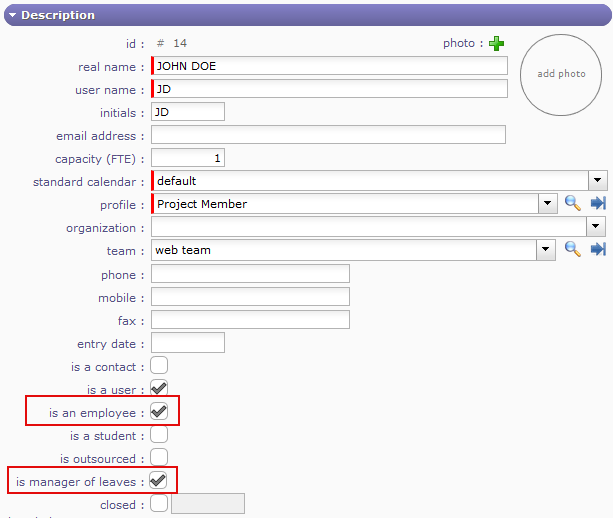 Description
id : # 14 photo :
real name : JOHN DOE
add photo
user name : JD
initials : JD
email address :
capacity (FTE) : 1
standard calendar : default
profile : Project Member
organization :
team : web team
phone :
mobile :
fax :
entry date :
is a contact :
is a user :
is an employee :
is a student :
is outsourced :
is manager of leaves :
closed :